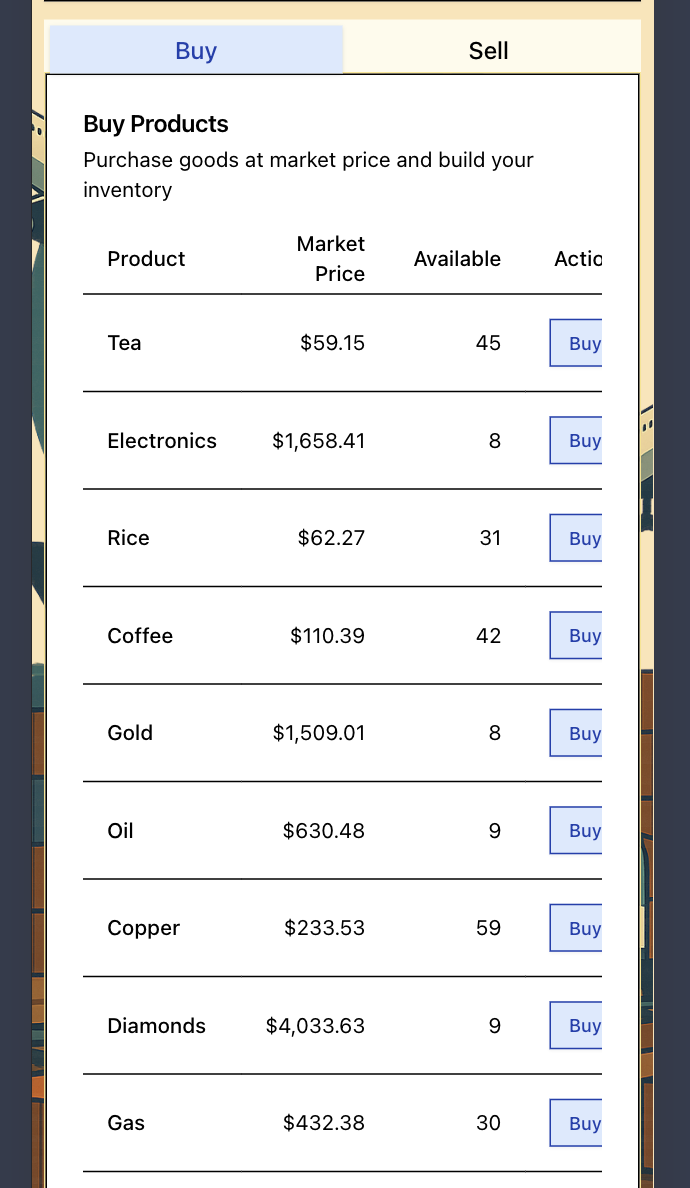 Buy Sell
Buy Products
Purchase goods at market price and build your
inventory
Product Market Price Available Actio
Tea $59.15 45 Buy
Electronics $1,658.41 8 Buy
Rice $62.27 31 Buy
Coffee $110.39 42 Buy
Gold $1,509.01 8 Buy
Oil $630.48 9 Buy
Copper $233.53 59 Buy
Diamonds $4,033.63 9 Buy
Gas $432.38 30 Buy